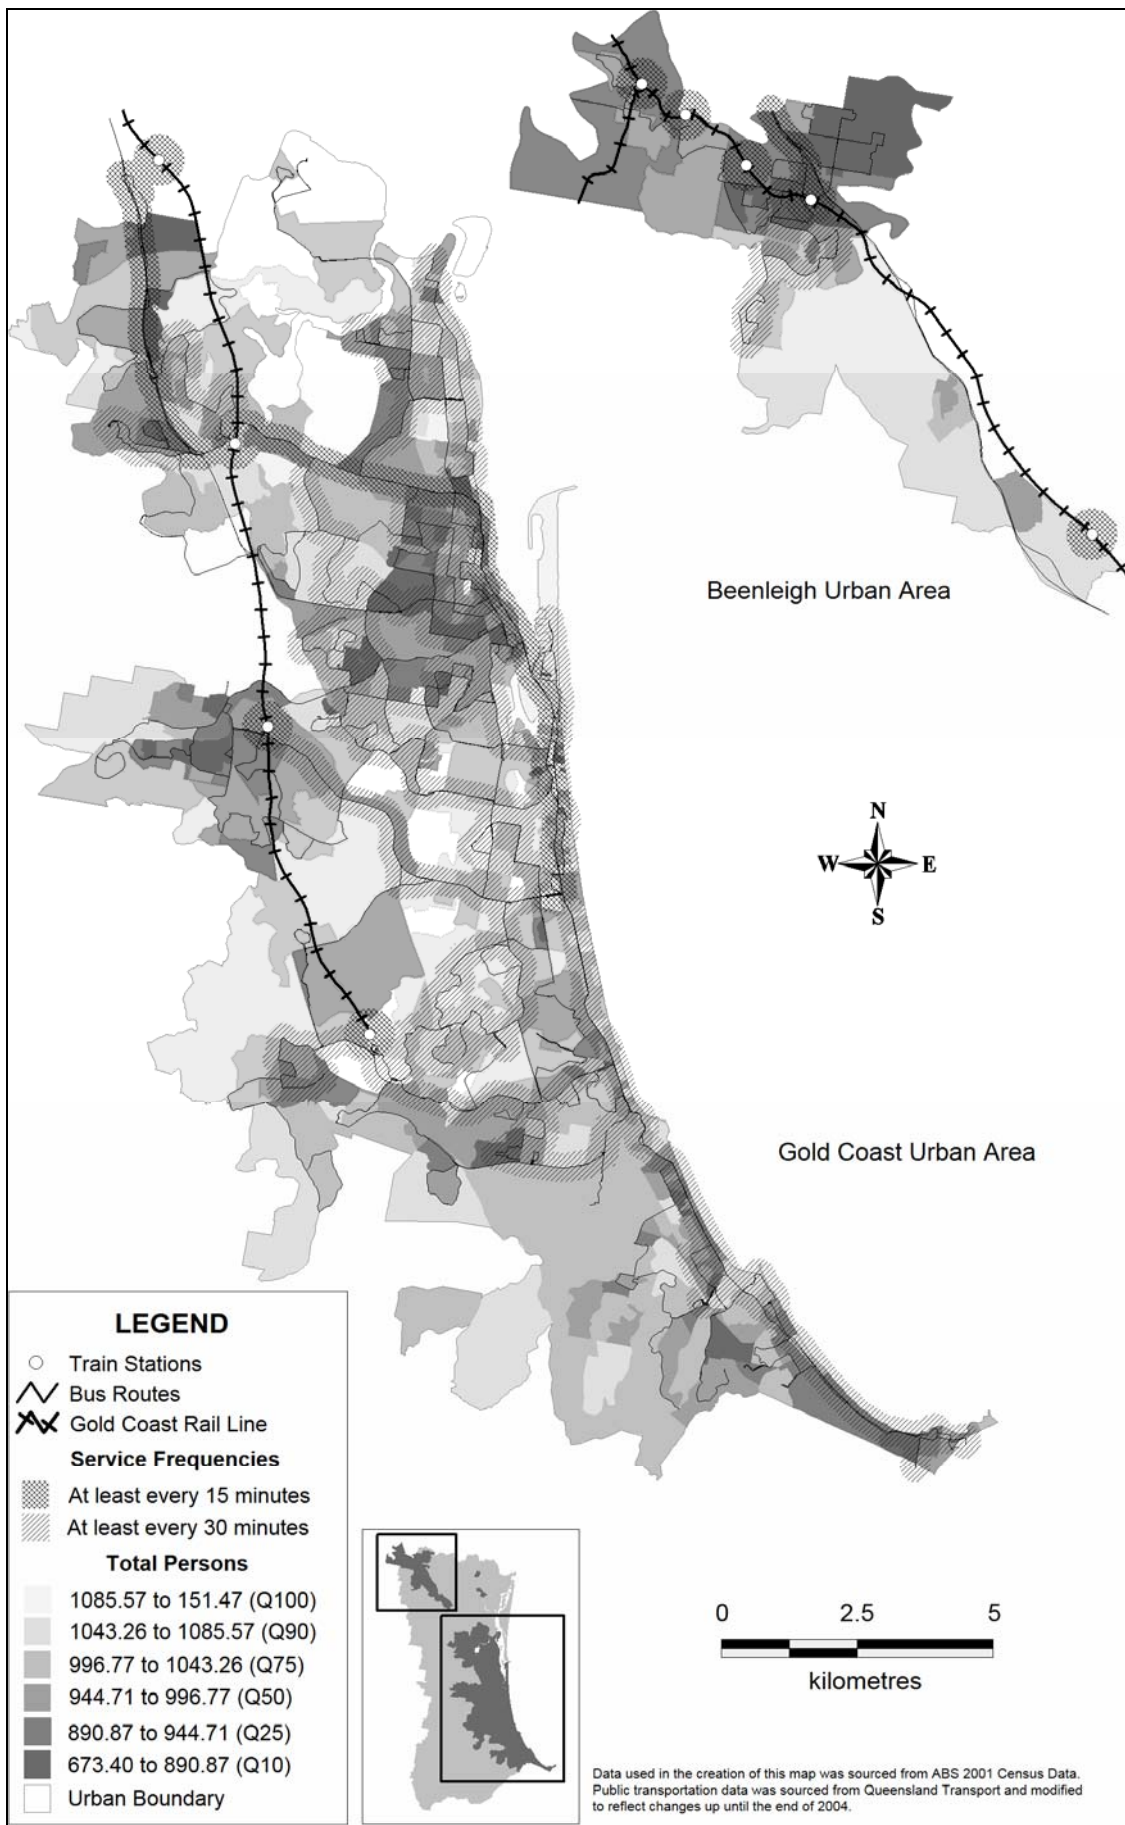 Beenleigh Urban Area
N
W E
S
Gold Coast Urban Area
LEGEND
Train Stations
Bus Routes
Gold Coast Rail Line
Service Frequencies
At least every 15 minutes
At least every 30 minutes
Total Persons
1085.57 to 151.47 (Q100)
1043.26 to 1085.57 (Q90)
996.77 to 1043.26 (Q75)
944.71 to 996.77 (Q50)
890.87 to 944.71 (Q25)
673.40 to 890.87 (Q10)
Urban Boundary
0 2.5 5
kilometres
Data used in the creation of this map was sourced from ABS 2001 Census Data.
Public transportation data was sourced from Queensland Transport and modified
to reflect changes up until the end of 2004.